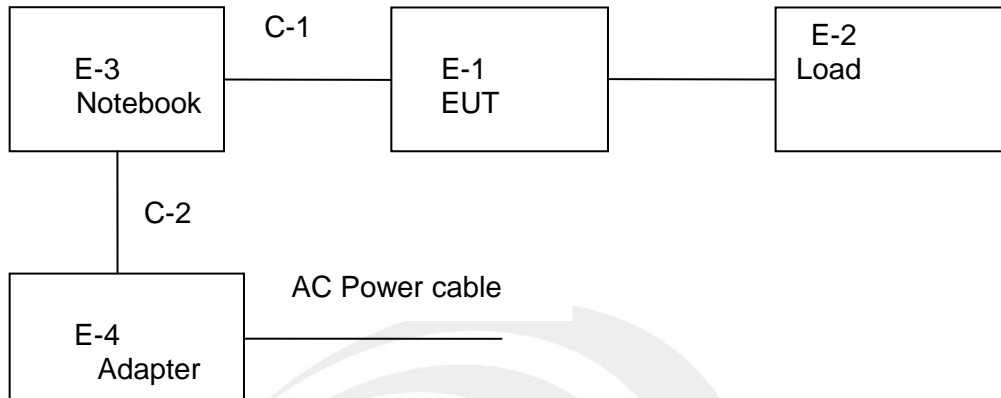 C-1
E-3
Notebook
E-1
EUT
E-2
Load
C-2
AC Power cable
E-4
Adapter